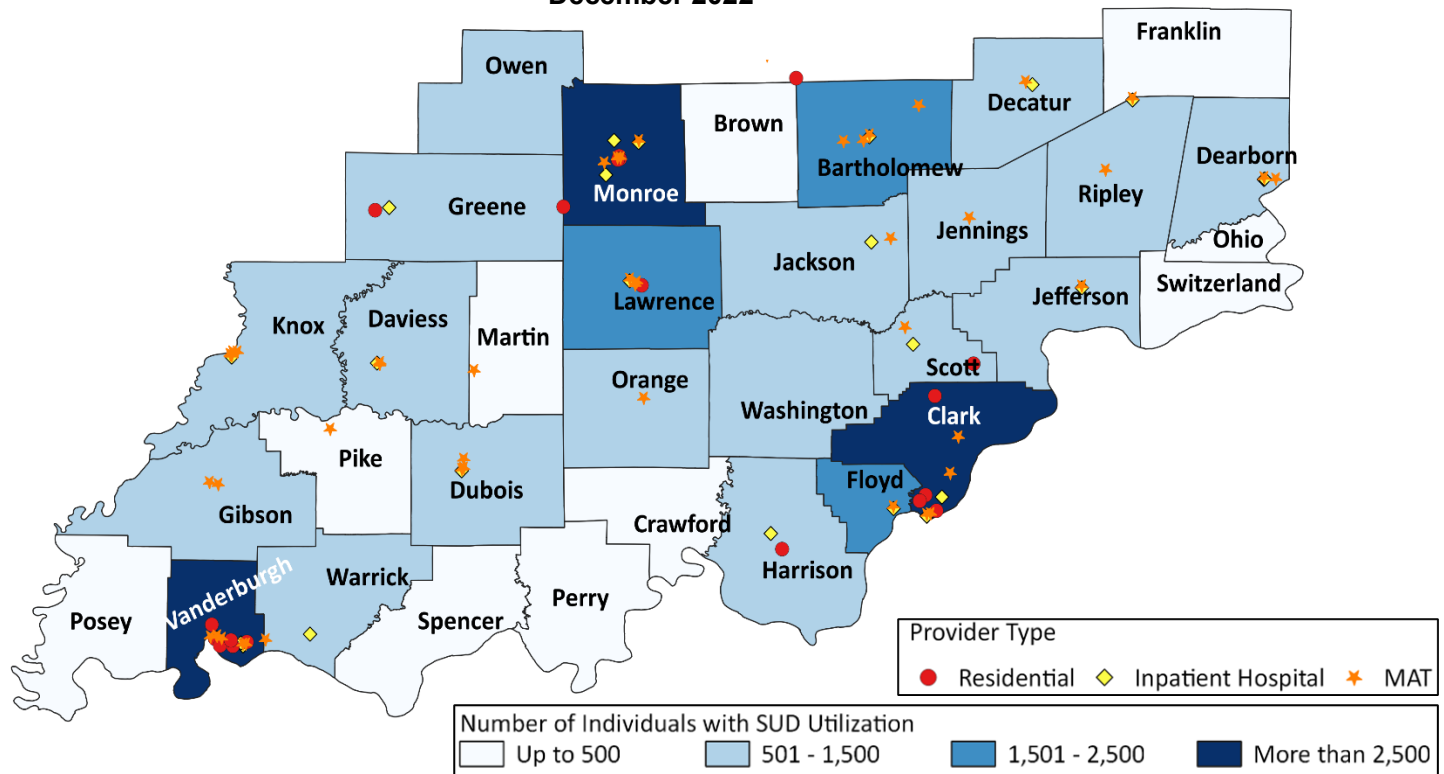 December 2022
Franklin
Owen
Decatur
Brown
Dearborn
Bartholomew
Monroe
Ripley
Greene
Jennings
Ohio
Jackson
Switzerland
Jefferson
Lawrence
Knox
Daviess
Martin
Scott
Orange
Washington
Clark
Pike
Floyd
Dubois
Gibson
Crawford
Harrison
Vanderburgh
Warrick
Perry
Posey
Spencer
Provider Type
Residential Inpatient Hospital MAT
Number of Individuals with SUD Utilization
Up to 500 501 - 1,500 1,501 - 2,500 More than 2,500